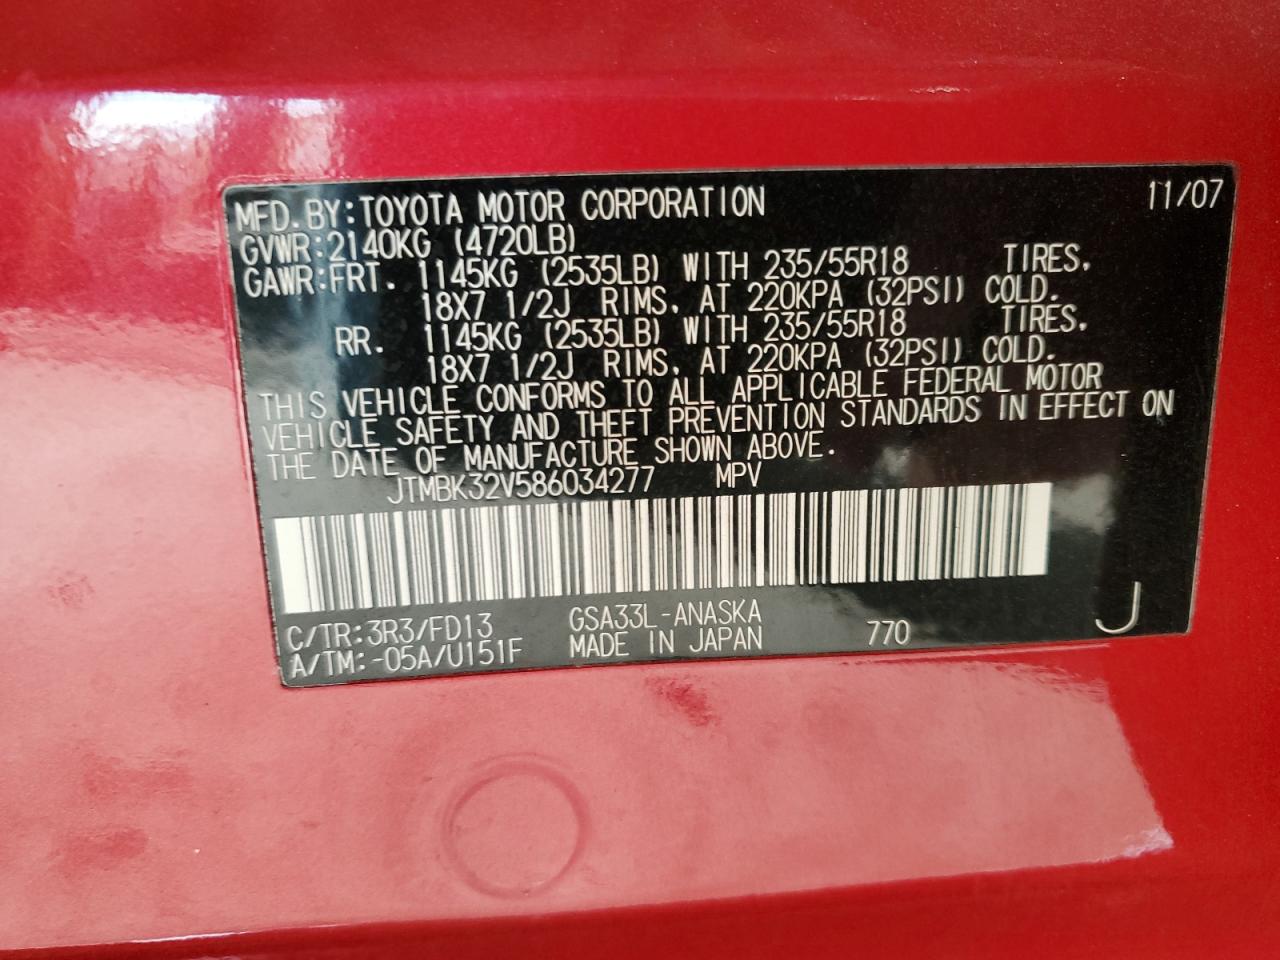 MFD. BY: TOYOTA MOTOR CORPORATION 11/07
GVWR: 2140KG (4720LB)
GAWR: FRT. 1145KG (2535LB) WITH 235/55R18 TIRES,
18X7 1/2J RIMS, AT 220KPA (32PSI) COLD.
RR. 1145KG (2535LB) WITH 235/55R18 TIRES,
18X7 1/2J RIMS, AT 220KPA (32PSI) COLD.
THIS VEHICLE CONFORMS TO ALL APPLICABLE FEDERAL MOTOR
VEHICLE SAFETY AND THEFT PREVENTION STANDARDS IN EFFECT ON
THE DATE OF MANUFACTURE SHOWN ABOVE.
JTMBK32V586034277 MPV
C/TR: 3R3/FD13 GSA33L-ANASKA
A/TM: -05A/U151F MADE IN JAPAN 770 J